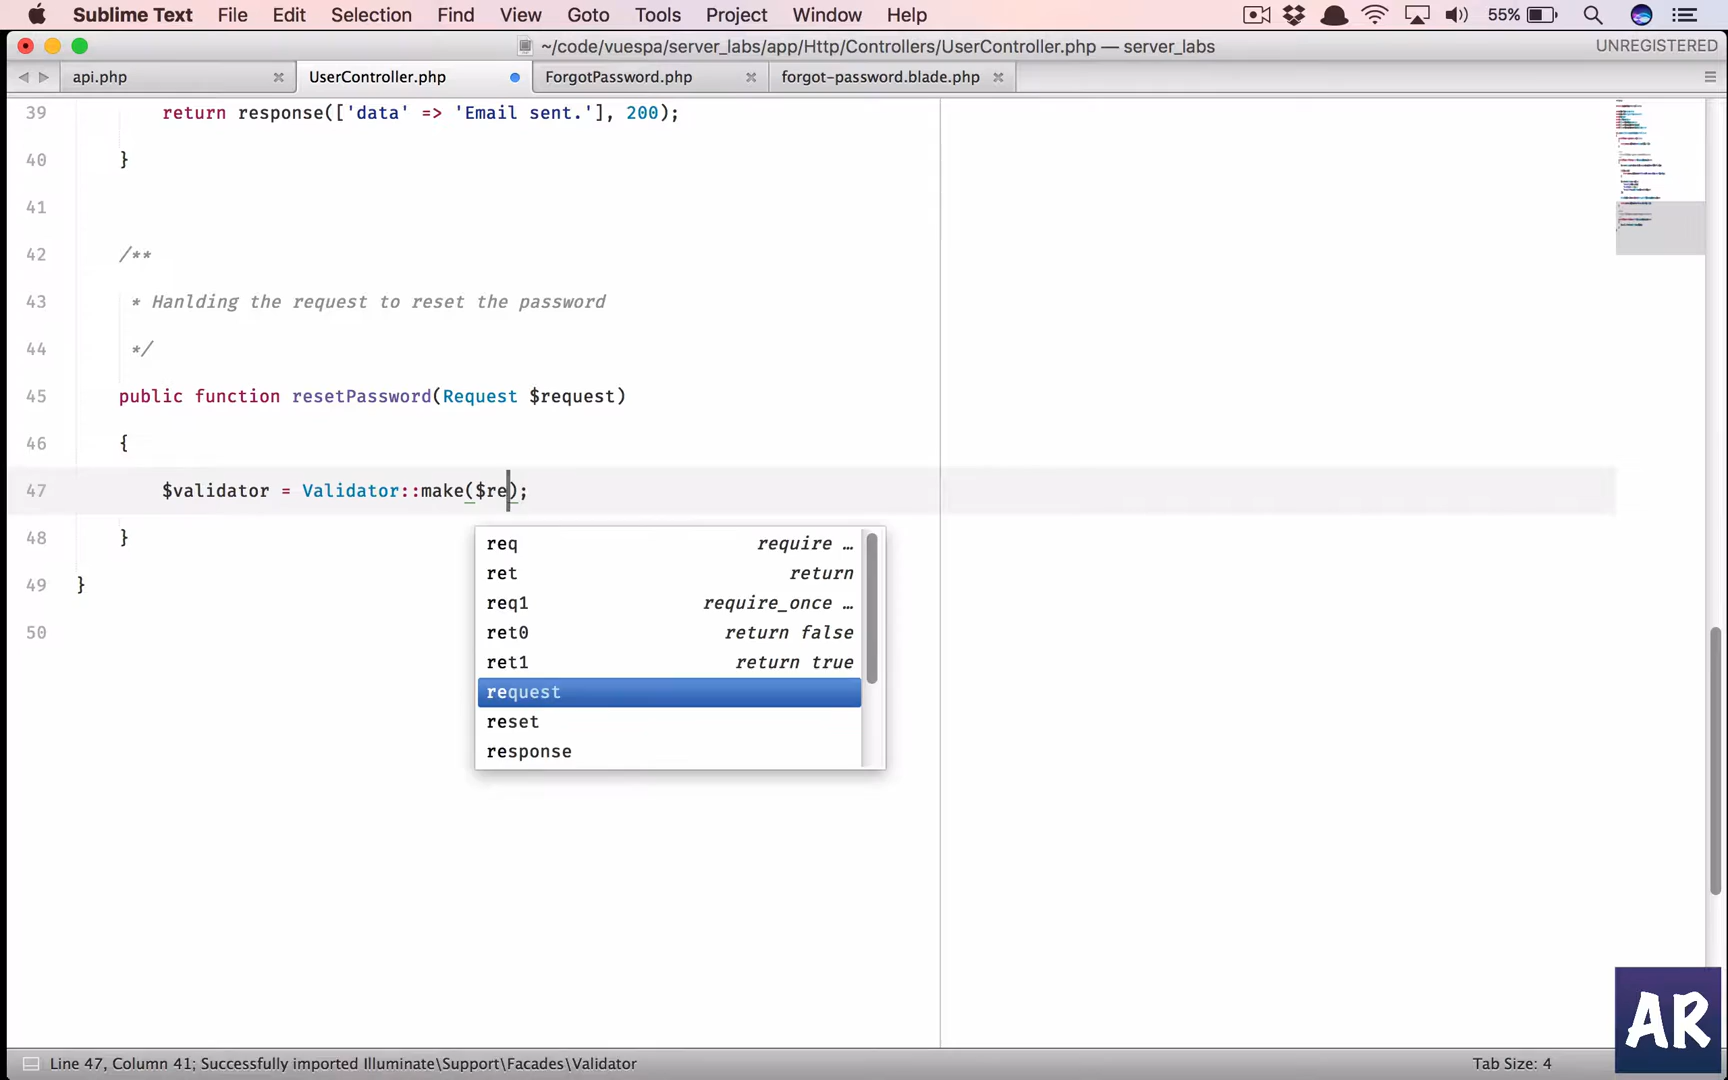 Sublime Text File Edit Selection Find View Goto Tools Project Window Help 55%
~/code/vuespa/server_labs/app/Http/Controllers/UserController.php — server_labs UNREGISTERED
api.php UserController.php ForgotPassword.php forgot-password.blade.php
39 return response(['data' => 'Email sent.'], 200);
40 }
41
42 /**
43 * Hanlding the request to reset the password
44 */
45 public function resetPassword(Request $request)
46 {
47 $validator = Validator::make($re);
48 }
49 }
50
req require …
ret return
req1 require_once …
ret0 return false
ret1 return true
request
reset
response
AR
Line 47, Column 41; Successfully imported Illuminate\Support\Facades\Validator Tab Size: 4